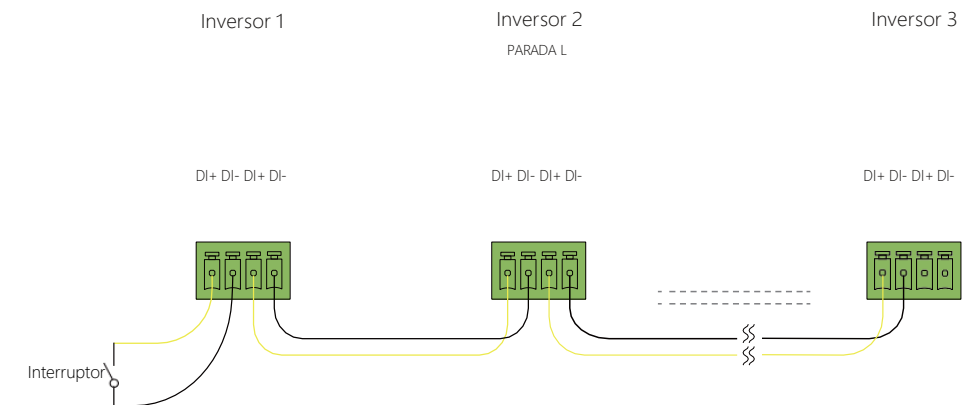 Inversor 1
Inversor 2
Inversor 3
PARADA L
DI+ DI- DI+ DI-
DI+ DI- DI+ DI-
DI+ DI- DI+ DI-
Interruptor